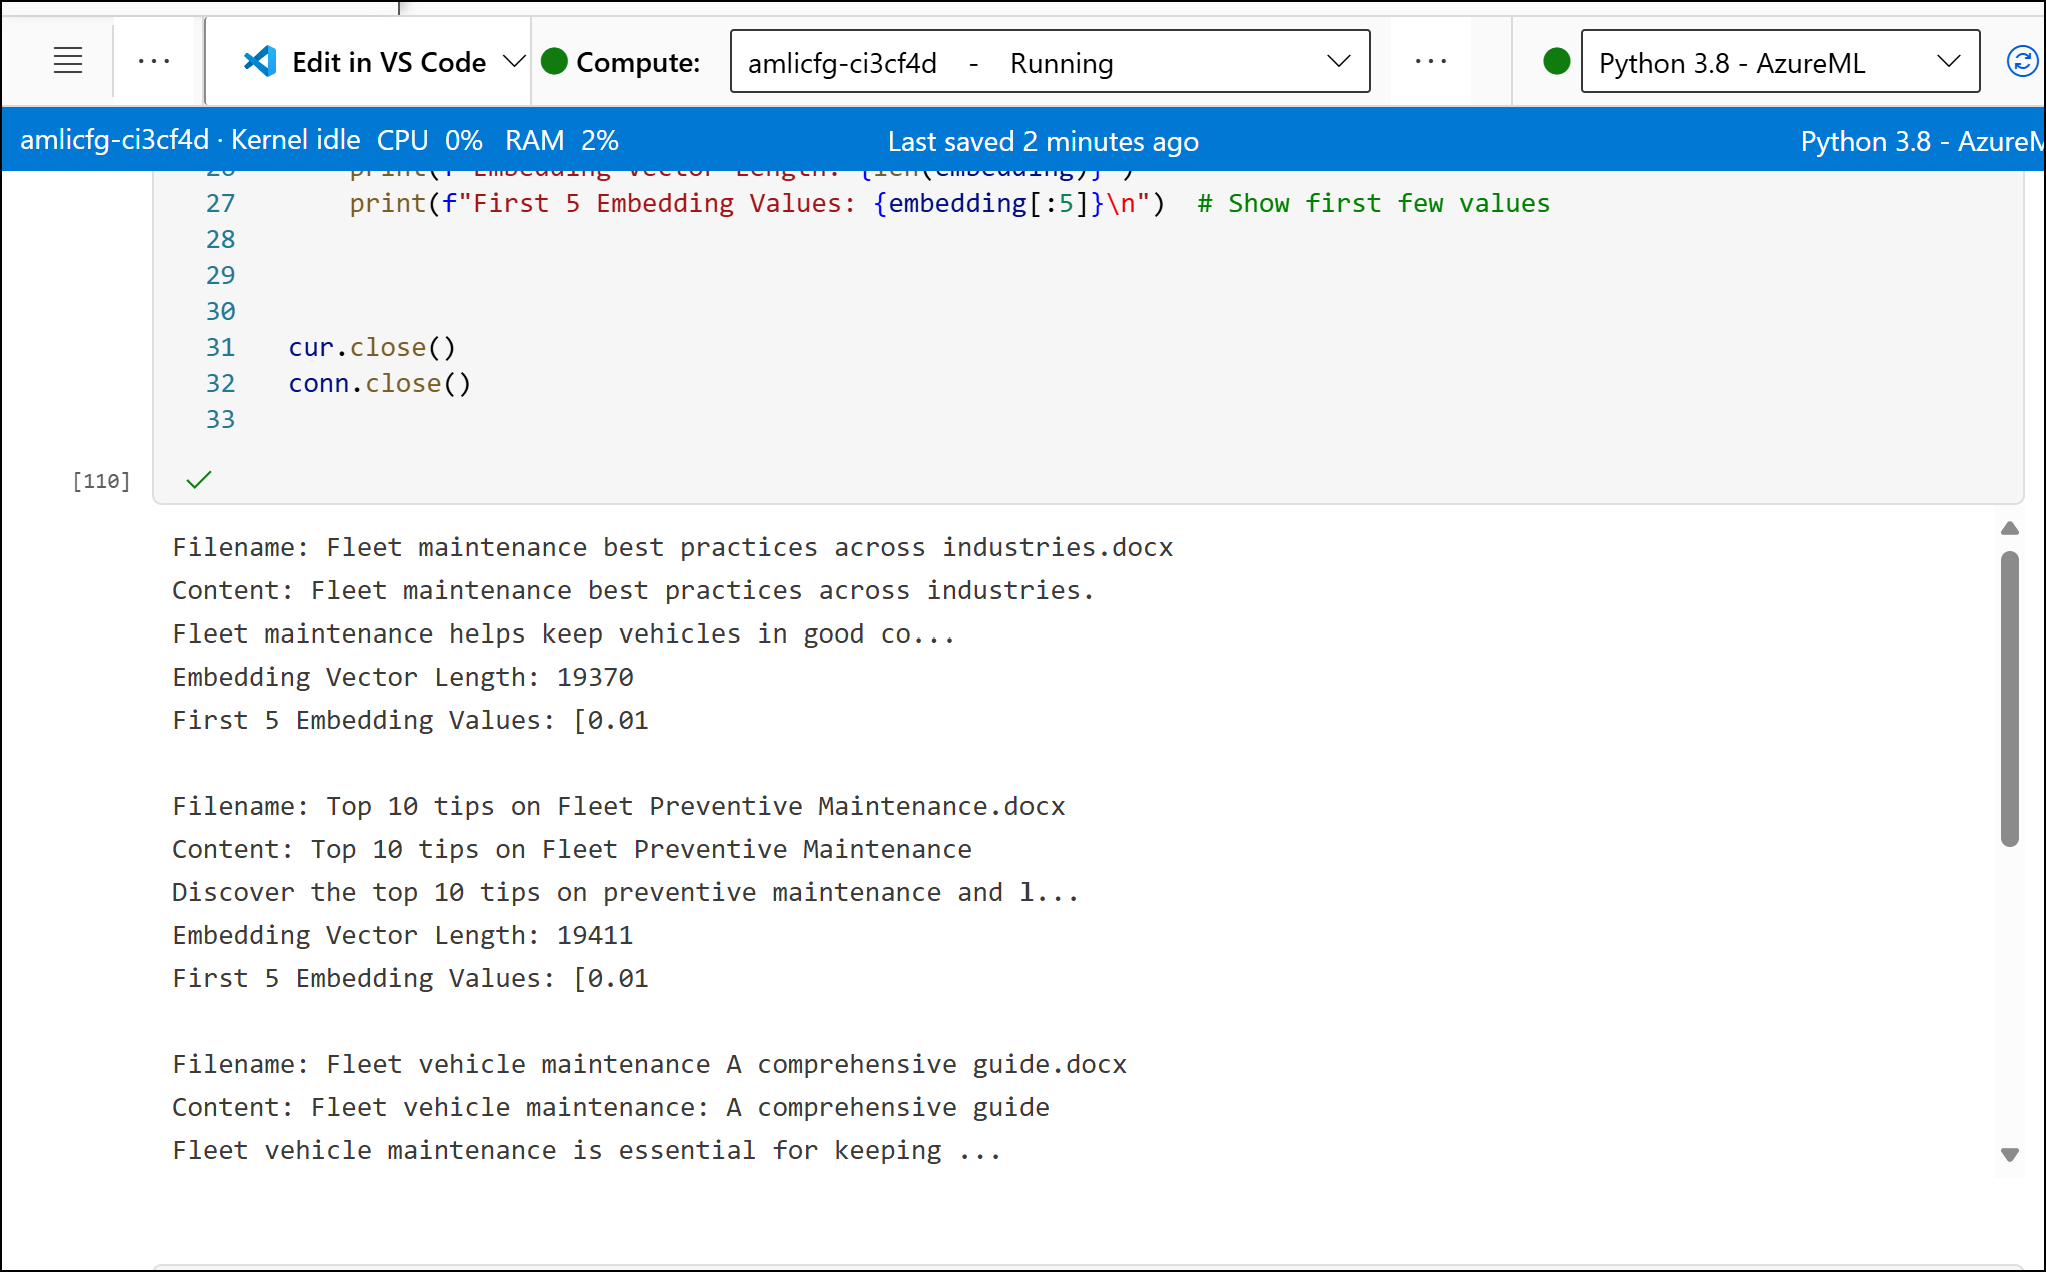 Edit in VS Code
Compute:
amlicfg-ci3cf4d - Running
Python 3.8 - AzureML
amlicfg-ci3cf4d · Kernel idle CPU 0% RAM 2%
Last saved 2 minutes ago
Python 3.8 - AzureM
26 print(f"Embedding Vector Length: {len(embedding)}")
27 print(f"First 5 Embedding Values: {embedding[:5]}\n") # Show first few values
28
29
30
31 cur.close()
32 conn.close()
33
[110]
Filename: Fleet maintenance best practices across industries.docx
Content: Fleet maintenance best practices across industries.
Fleet maintenance helps keep vehicles in good co...
Embedding Vector Length: 19370
First 5 Embedding Values: [0.01
Filename: Top 10 tips on Fleet Preventive Maintenance.docx
Content: Top 10 tips on Fleet Preventive Maintenance
Discover the top 10 tips on preventive maintenance and l...
Embedding Vector Length: 19411
First 5 Embedding Values: [0.01
Filename: Fleet vehicle maintenance A comprehensive guide.docx
Content: Fleet vehicle maintenance: A comprehensive guide
Fleet vehicle maintenance is essential for keeping ...